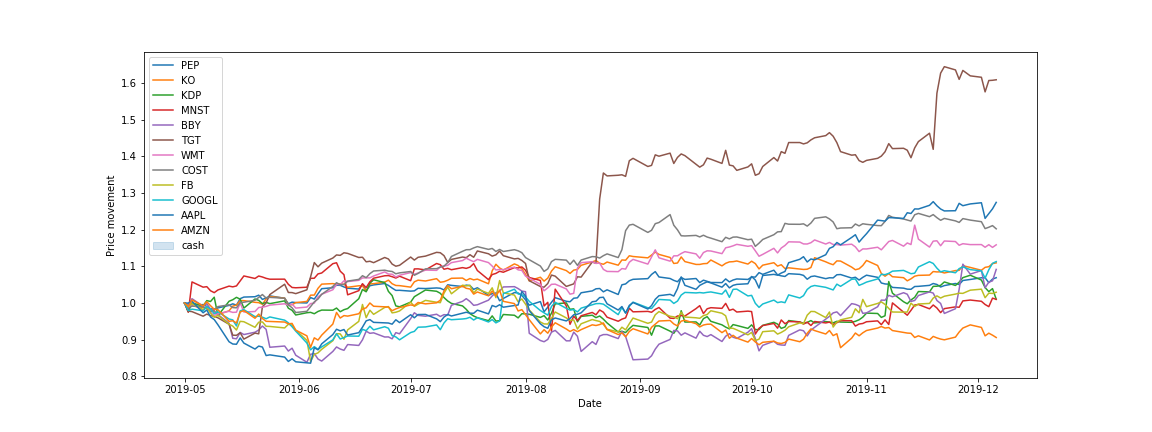 1.6
1.5
1.4
1.3
1.2
1.1
1.0
0.9
0.8
Price movement
PEP
KO
KDP
MNST
BBY
TGT
WMT
COST
FB
GOOGL
AAPL
AMZN
cash
2019-05
2019-06
2019-07
2019-08
2019-09
2019-10
2019-11
2019-12
Date